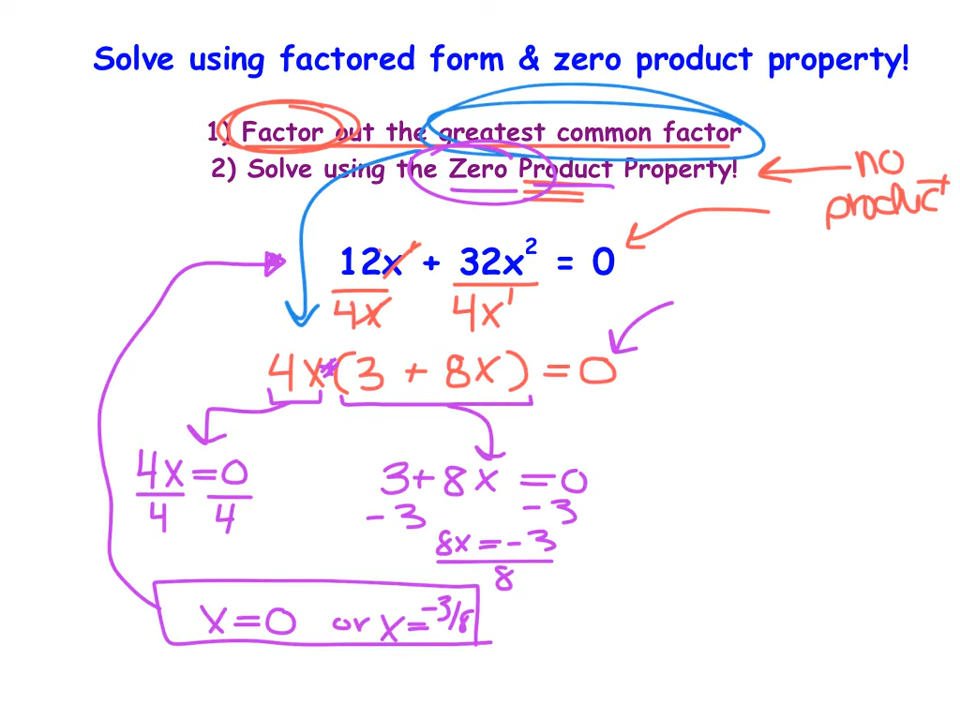 Solve using factored form & zero product property!
1) Factor out the greatest common factor
2) Solve using the Zero Product Property!
no
product
12x + 32x² = 0
4x 4x¹
4x•(3 + 8x) = 0
4x=0 3+8x =0
4 4 -3 -3
8x=-3
8
x=0 or x=-3/8